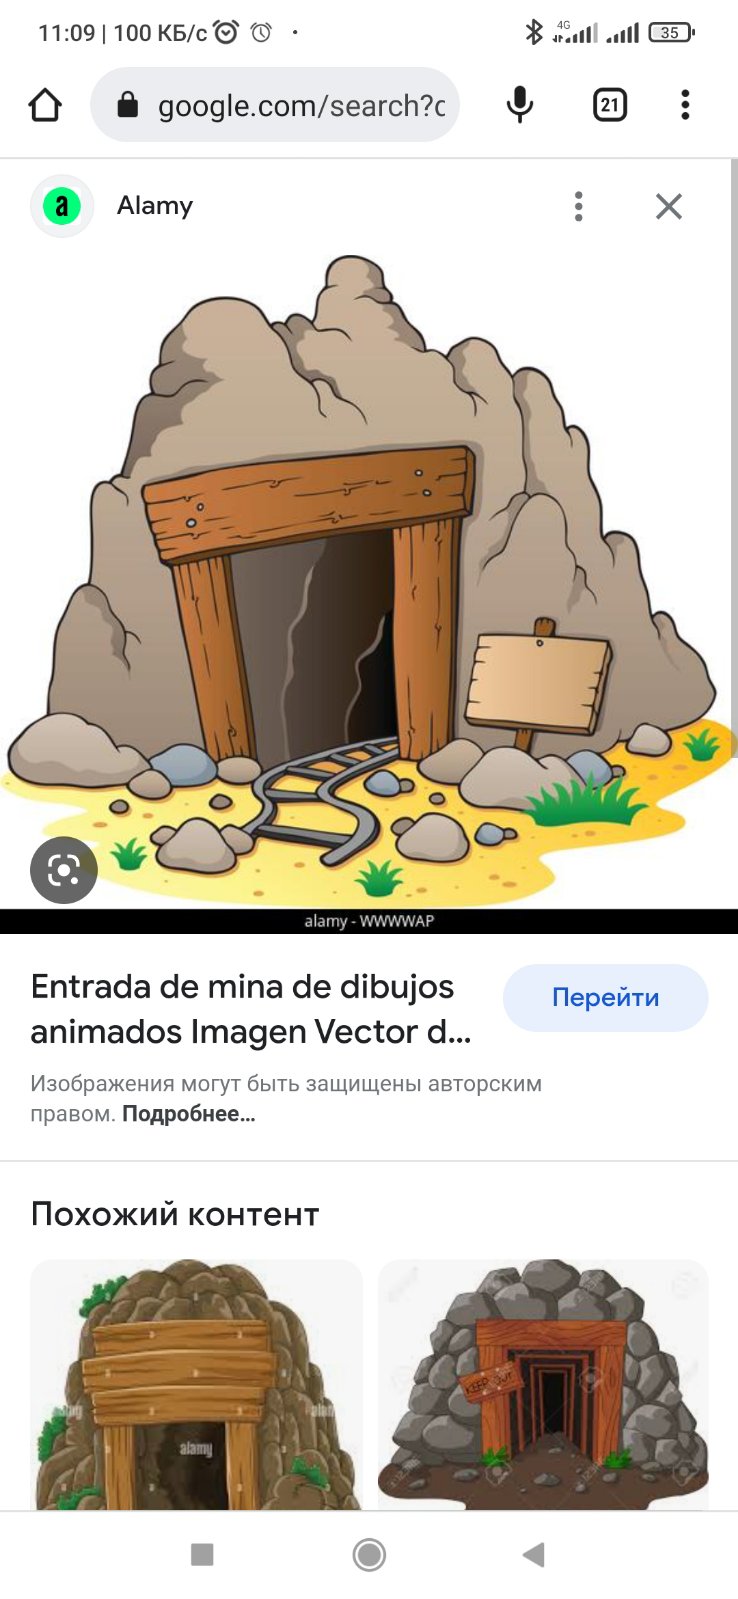 11:09 | 100 КБ/с
4G
35
google.com/search?c
21
a Alamy
alamy - WWWWAP
Entrada de mina de dibujos
animados Imagen Vector d...
Перейти
Изображения могут быть защищены авторским
правом. Подробнее...
Похожий контент
KEEP OUT
alamy